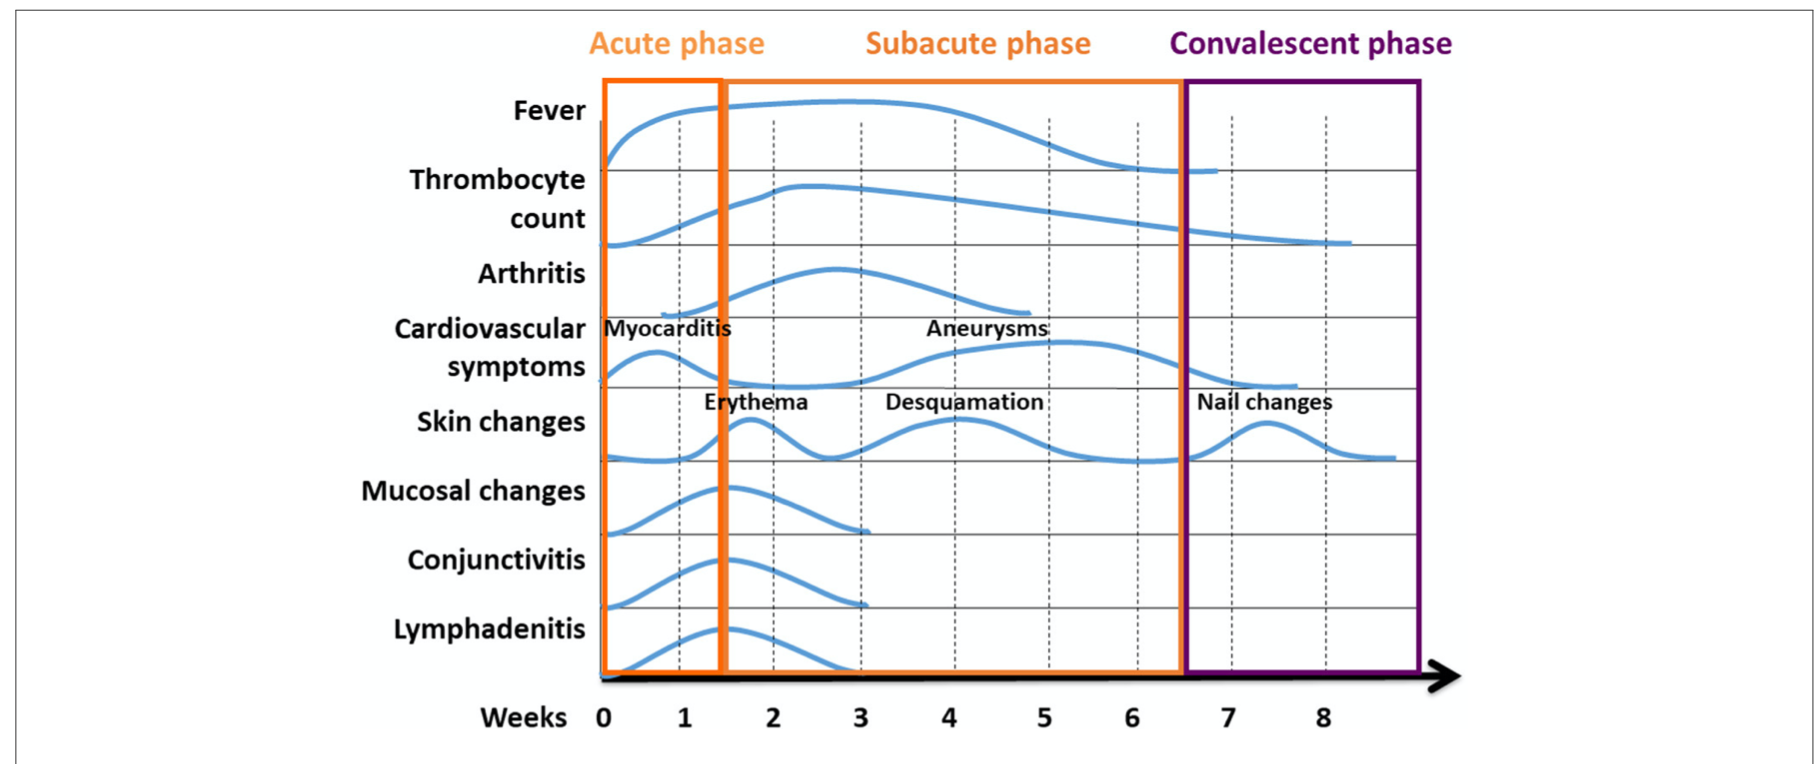 Acute phase Subacute phase Convalescent phase
Fever
Thrombocyte
count
Arthritis
Myocarditis Aneurysms
Cardiovascular
symptoms
Erythema Desquamation Nail changes
Skin changes
Mucosal changes
Conjunctivitis
Lymphadenitis
Weeks 0 1 2 3 4 5 6 7 8